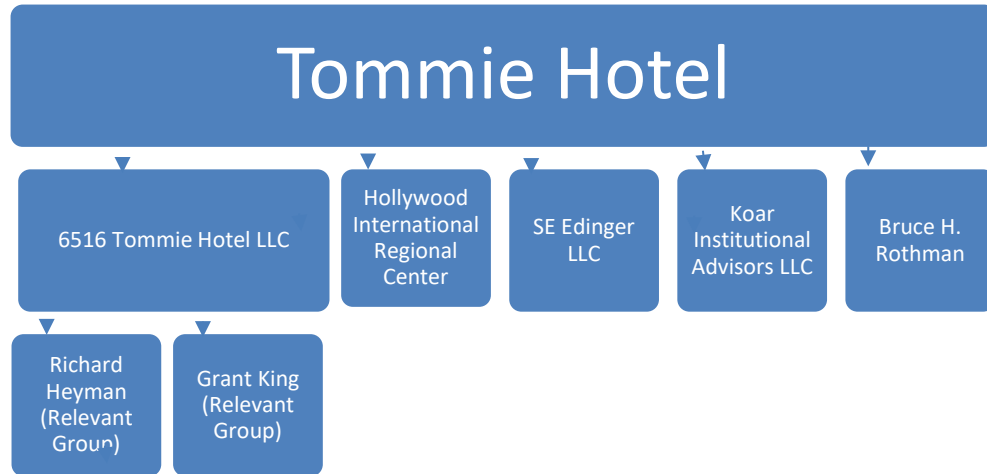 Tommie Hotel
6516 Tommie Hotel LLC
Hollywood
International
Regional
Center
SE Edinger
LLC
Koar
Institutional
Advisors LLC
Bruce H.
Rothman
Richard
Heyman
(Relevant
Group)
Grant King
(Relevant
Group)